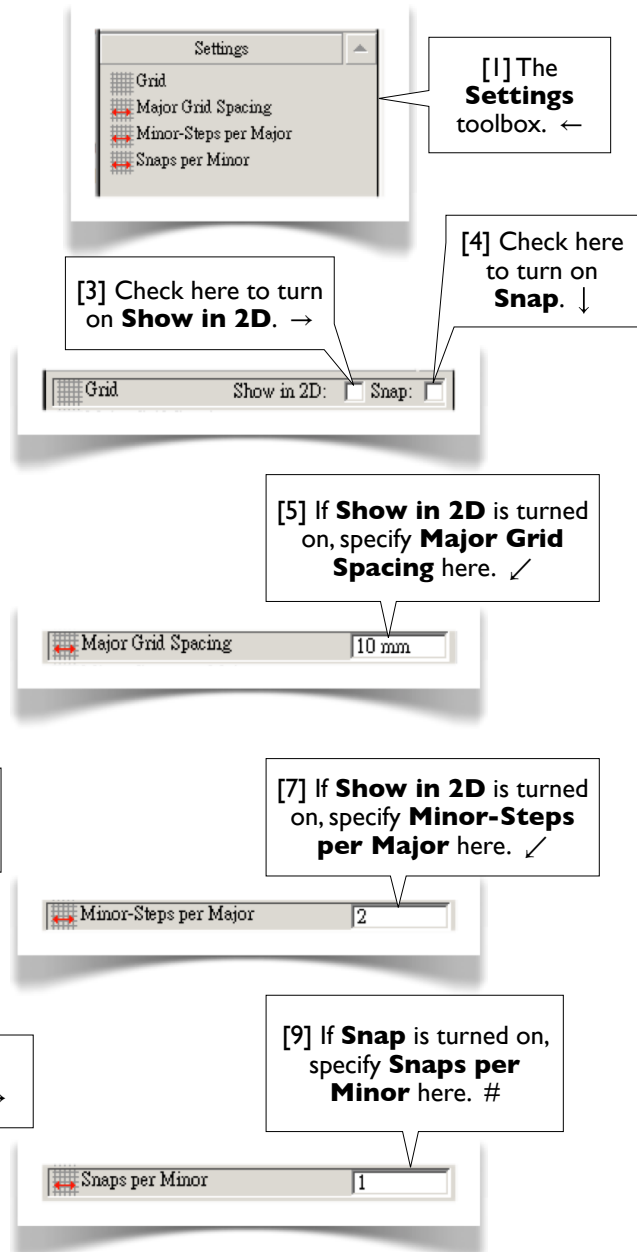 Settings
Grid
Major Grid Spacing
Minor-Steps per Major
Snaps per Minor
[1] The
Settings
toolbox. ←
[3] Check here to turn
on Show in 2D. →
[4] Check here
to turn on
Snap. ↓
Grid Show in 2D: Snap:
[5] If Show in 2D is turned
on, specify Major Grid
Spacing here. ↙
Major Grid Spacing 10 mm
[7] If Show in 2D is turned
on, specify Minor-Steps
per Major here. ↙
Minor-Steps per Major 2
→
[9] If Snap is turned on,
specify Snaps per
Minor here. #
Snaps per Minor 1